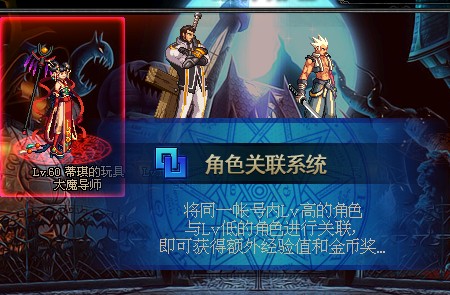 Lv.60 蒂琪的玩具
大魔导师
角色关联系统
将同一帐号内Lv高的角色
与Lv低的角色进行关联,
即可获得额外经验值和金币奖...